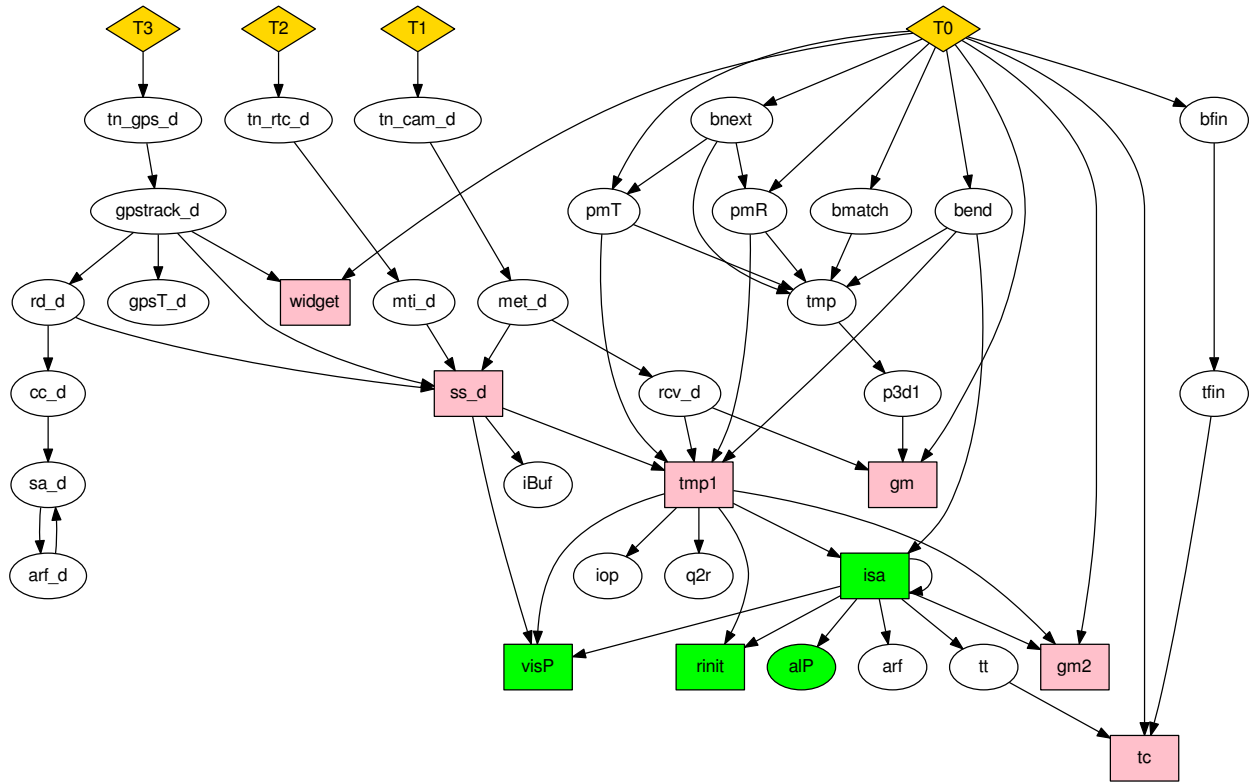 T3
T2
T1
T0
tn_gps_d
tn_rtc_d
tn_cam_d
bnext
bfin
gpstrack_d
pmT
pmR
bmatch
bend
rd_d
gpsT_d
widget
mti_d
met_d
tmp
cc_d
ss_d
rcv_d
p3d1
tfin
sa_d
iBuf
tmp1
gm
arf_d
iop
q2r
isa
visP
rinit
alP
arf
tt
gm2
tc